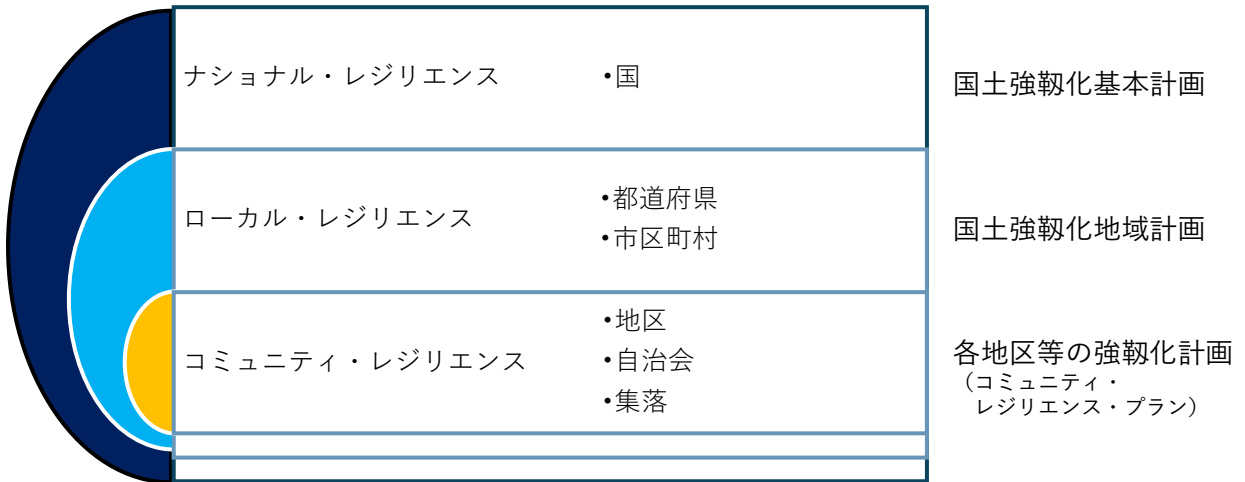 ナショナル・レジリエンス
•国
国土強靱化基本計画
ローカル・レジリエンス
•都道府県
•市区町村
国土強靱化地域計画
コミュニティ・レジリエンス
•地区
•自治会
•集落
各地区等の強靱化計画
（コミュニティ・
レジリエンス・プラン）